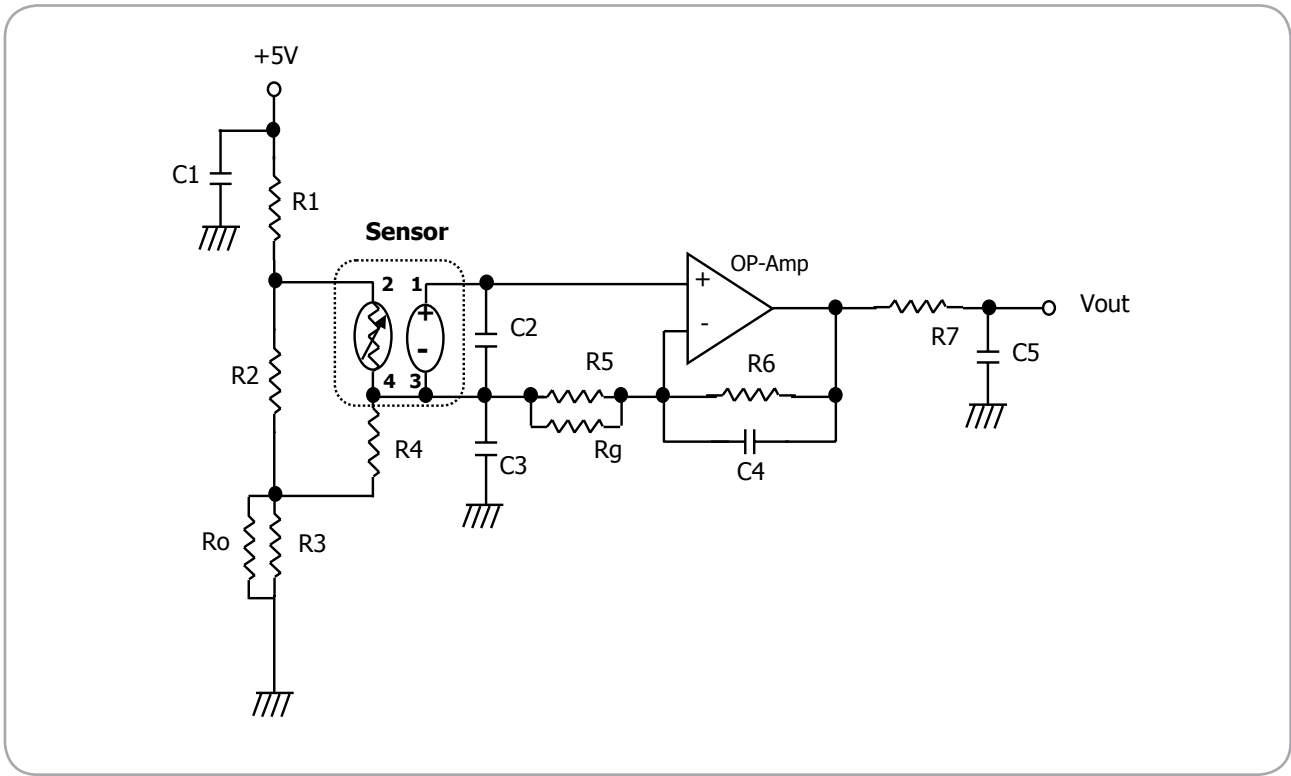 +5V
C1
R1
Sensor
2 1
+
-
4 3
OP-Amp
+
-
C2
R2
R5
R6
R7
Vout
C5
R4
C3
Rg
C4
Ro
R3